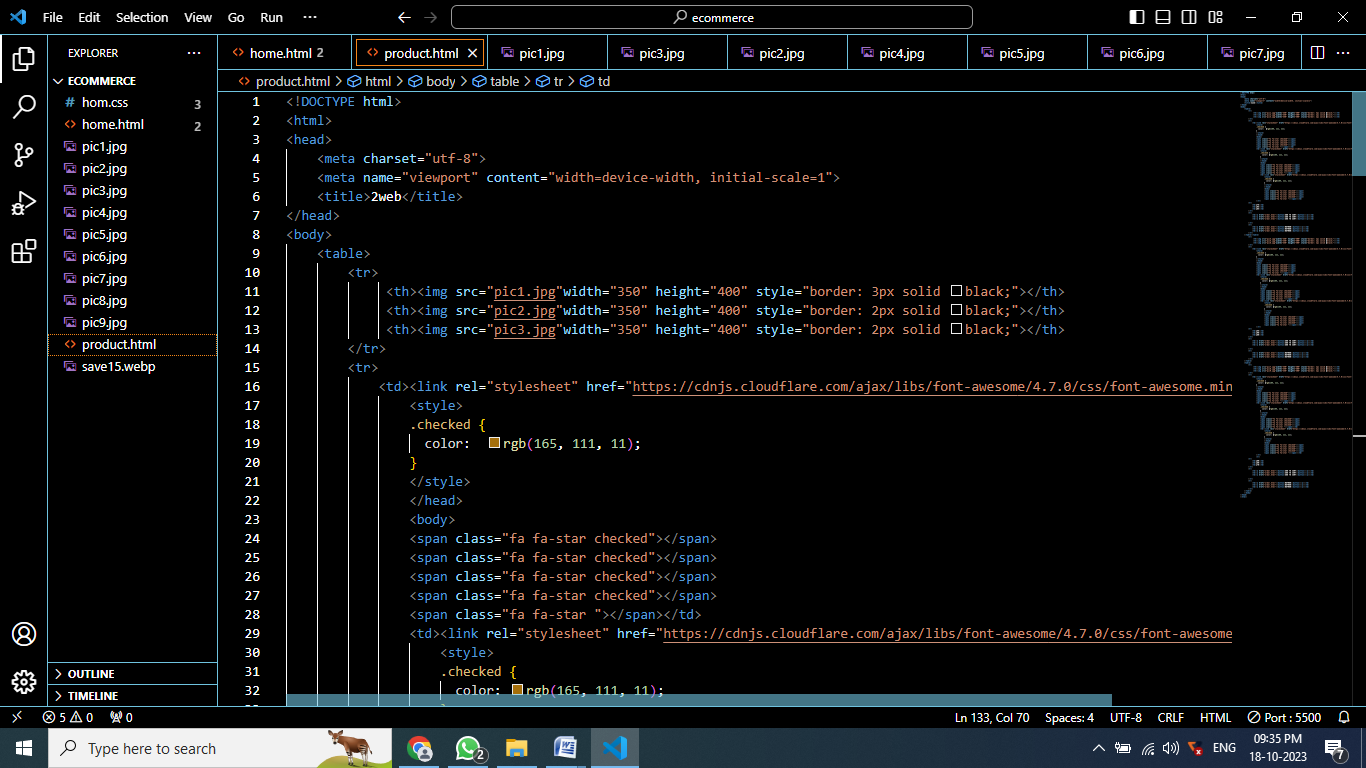 File Edit Selection View Go Run ··· ecommerce
EXPLORER ···
home.html 2 product.html pic1.jpg pic3.jpg pic2.jpg pic4.jpg pic5.jpg pic6.jpg pic7.jpg ···
product.html > html > body > table > tr > td
ECOMMERCE
# hom.css 3
home.html 2
pic1.jpg
pic2.jpg
pic3.jpg
pic4.jpg
pic5.jpg
pic6.jpg
pic7.jpg
pic8.jpg
pic9.jpg
product.html
save15.webp
OUTLINE
TIMELINE
1 <!DOCTYPE html>
2 <html>
3 <head>
4 <meta charset="utf-8">
5 <meta name="viewport" content="width=device-width, initial-scale=1">
6 <title>2web</title>
7 </head>
8 <body>
9 <table>
10 <tr>
11 <th><img src="pic1.jpg"width="350" height="400" style="border: 3px solid black;"></th>
12 <th><img src="pic2.jpg"width="350" height="400" style="border: 2px solid black;"></th>
13 <th><img src="pic3.jpg"width="350" height="400" style="border: 2px solid black;"></th>
14 </tr>
15 <tr>
16 <td><link rel="stylesheet" href="https://cdnjs.cloudflare.com/ajax/libs/font-awesome/4.7.0/css/font-awesome.min
17 <style>
18 .checked {
19 color: rgb(165, 111, 11);
20 }
21 </style>
22 </head>
23 <body>
24 <span class="fa fa-star checked"></span>
25 <span class="fa fa-star checked"></span>
26 <span class="fa fa-star checked"></span>
27 <span class="fa fa-star checked"></span>
28 <span class="fa fa-star "></span></td>
29 <td><link rel="stylesheet" href="https://cdnjs.cloudflare.com/ajax/libs/font-awesome/4.7.0/css/font-awesome
30 <style>
31 .checked {
32 color: rgb(165, 111, 11);
5 0 0 Ln 133, Col 70 Spaces: 4 UTF-8 CRLF HTML Port : 5500
Type here to search 2 ENG 09:35 PM
18-10-2023 7